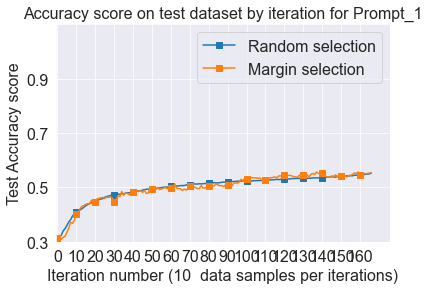 Accuracy score on test dataset by iteration for Prompt_1
Random selection
Margin selection
Test Accuracy score
0.9
0.7
0.5
0.3
0 10 20 30 40 50 60 70 80 90 100 110 120 130 140 150 160
Iteration number (10  data samples per iterations)